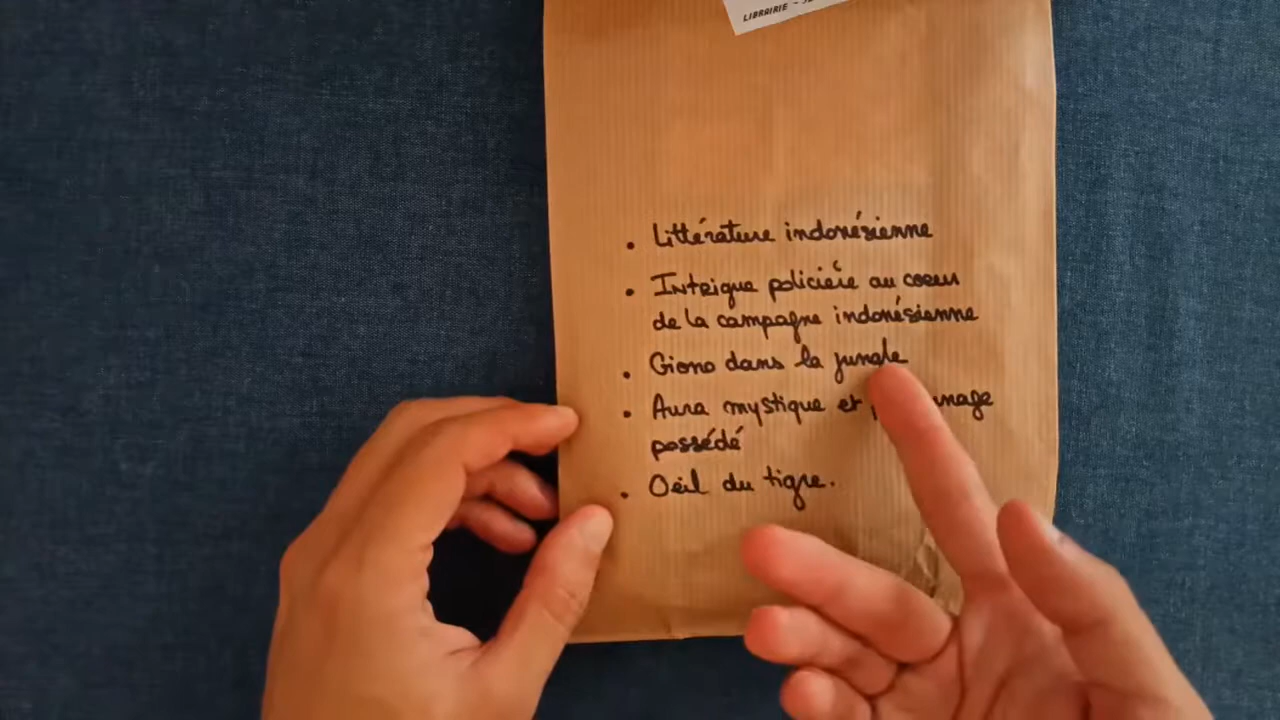 LIBRAIRIE -
• Littérature indonésienne
• Intrigue policière au coeur
de la campagne indonésienne
• Giono dans la jungle
• Aura mystique et
possédé
• Oeil du tigre.